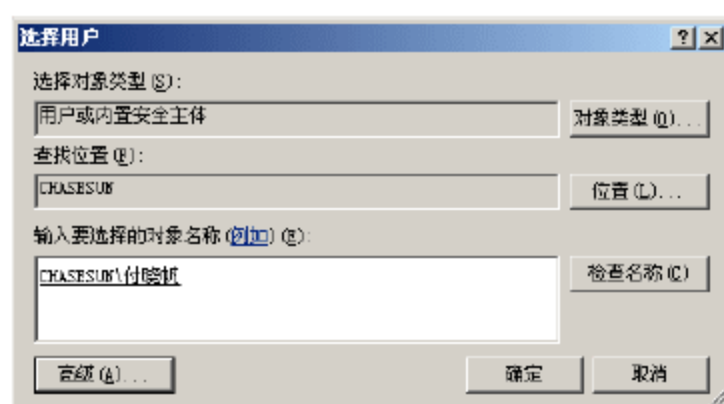 选择用户
选择对象类型(S):
用户或内置安全主体
对象类型(O)...
查找位置(F):
CHASESUN
位置(L)...
输入要选择的对象名称(例如)(E):
CHASESUN\付晓
检查名称(C)
高级(A)...
确定
取消